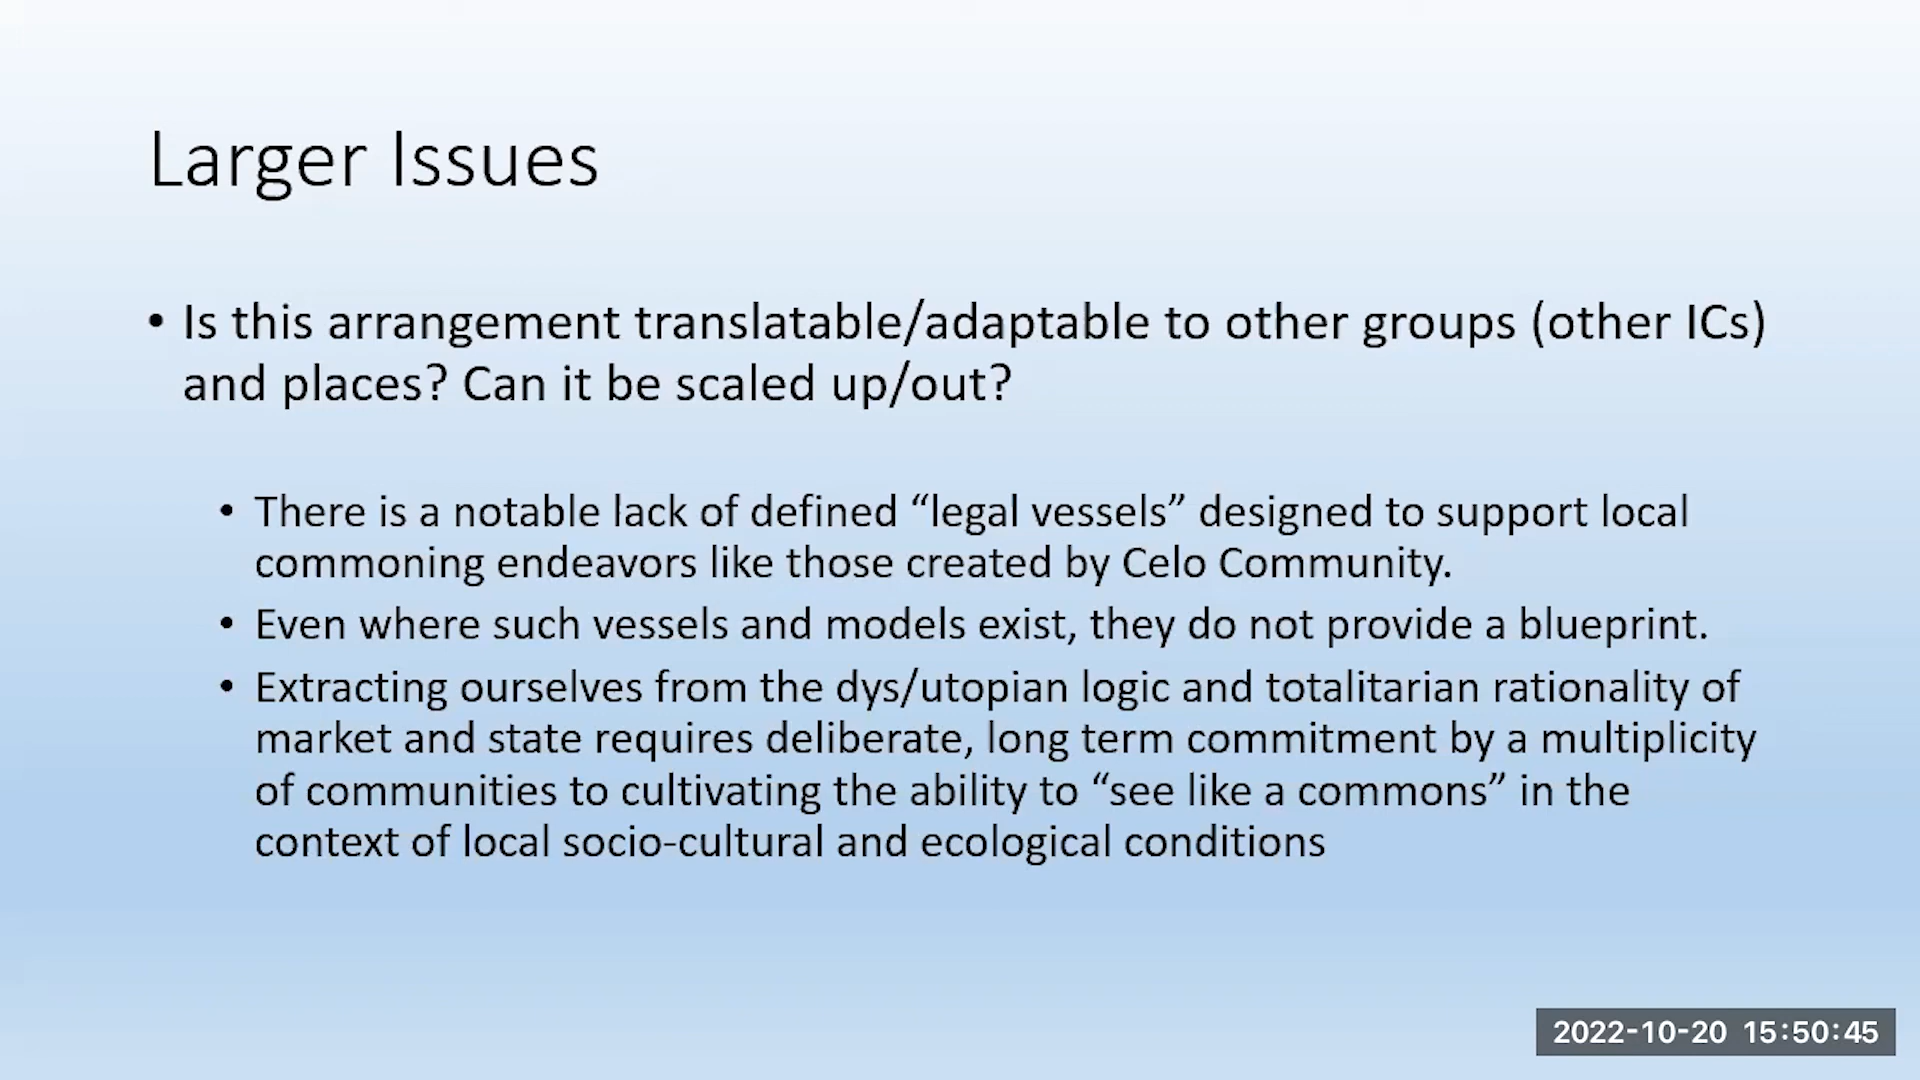 Larger Issues
• Is this arrangement translatable/adaptable to other groups (other ICs)
and places? Can it be scaled up/out?
• There is a notable lack of defined “legal vessels” designed to support local
commoning endeavors like those created by Celo Community.
• Even where such vessels and models exist, they do not provide a blueprint.
• Extracting ourselves from the dys/utopian logic and totalitarian rationality of
market and state requires deliberate, long term commitment by a multiplicity
of communities to cultivating the ability to “see like a commons” in the
context of local socio-cultural and ecological conditions
2022-10-20 15:50:45